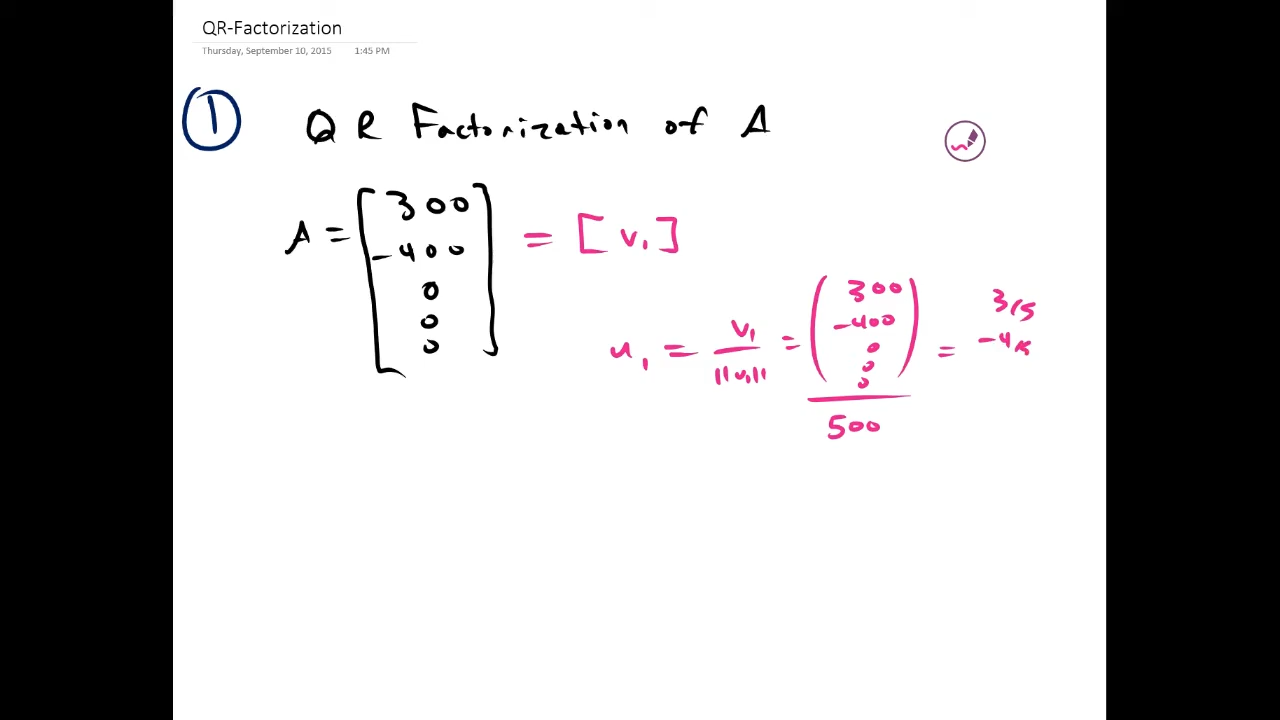 QR-Factorization
Thursday, September 10, 2015 1:45 PM
① QR Factorization of A
A = [300 -400 0 0 0] = [v₁]
u₁ = v₁ / ||v₁|| = (300 -400 0 0 0) / 500 = 3/5 -4/5